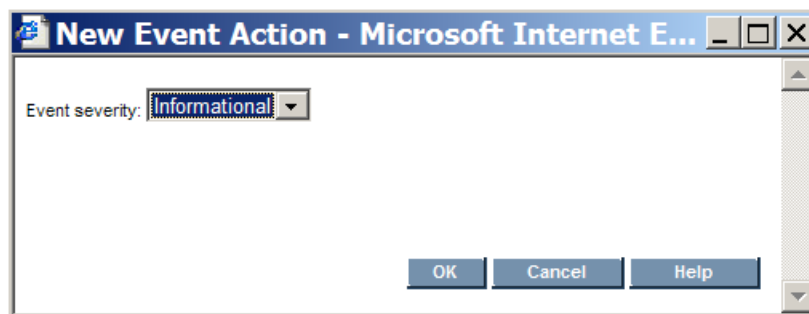 New Event Action - Microsoft Internet E...
Event severity: Informational
OK Cancel Help